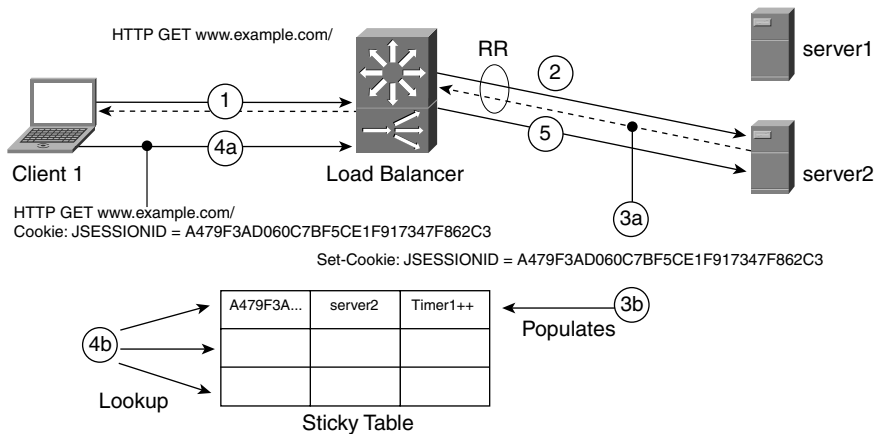 HTTP GET www.example.com/
RR
2
server1
1
5
4a
Client 1
Load Balancer
server2
HTTP GET www.example.com/
Cookie: JSESSIONID = A479F3AD060C7BF5CE1F917347F862C3
3a
Set-Cookie: JSESSIONID = A479F3AD060C7BF5CE1F917347F862C3
A479F3A... server2 Timer1++
3b
Populates
4b
Lookup
Sticky Table